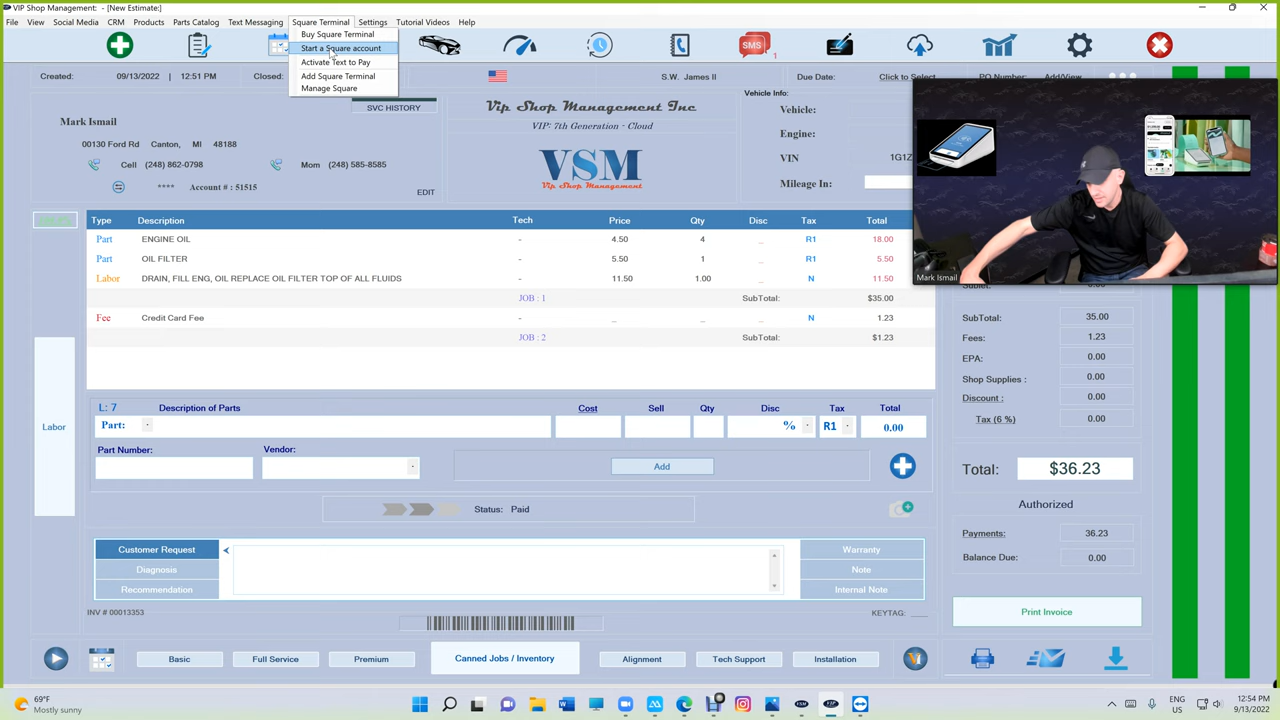 VIP Shop Management: - [New Estimate:]
File View Social Media CRM Products Parts Catalog Text Messaging Square Terminal Settings Tutorial Videos Help
Buy Square Terminal
Start a Square account
Activate Text to Pay
Add Square Terminal
Manage Square
SMS
1
Created: 09/13/2022 | 12:51 PM Closed:
S.W. James II Due Date: Click to Select PO Number: Add/View
SVC HISTORY
Vip Shop Management Inc
VIP: 7th Generation - Cloud
VSM
Vip Shop Management
Vehicle Info:
Vehicle:
Engine:
VIN 1G1Z
Mileage In:
Mark Ismail
00130 Ford Rd Canton, MI 48188
Cell (248) 862-0798 Mom (248) 585-8585
**** Account # : 51515
EDIT
Mark Ismail
Type Description Tech Price Qty Disc Tax Total
Part ENGINE OIL - 4.50 4 _ R1 18.00
Part OIL FILTER - 5.50 1 _ R1 5.50
Labor DRAIN, FILL ENG, OIL REPLACE OIL FILTER TOP OF ALL FLUIDS - 11.50 1.00 _ N 11.50
JOB : 1 SubTotal: $35.00
Fee Credit Card Fee - _ _ _ N 1.23
JOB : 2 SubTotal: $1.23
Labor
L: 7 Description of Parts Cost Sell Qty Disc Tax Total
Part: % R1 0.00
Part Number: Vendor:
Add
Status: Paid
Customer Request
Diagnosis
Recommendation
Warranty
Note
Internal Note
INV # 00013353
KEYTAG: ____
SubTotal: 35.00
Fees: 1.23
EPA: 0.00
Shop Supplies : 0.00
Discount : 0.00
Tax (6 %) 0.00
Total: $36.23
Authorized
Payments: 36.23
Balance Due: 0.00
Print Invoice
Basic Full Service Premium Canned Jobs / Inventory Alignment Tech Support Installation
69°F
Mostly sunny
ENG
US
12:54 PM
9/13/2022